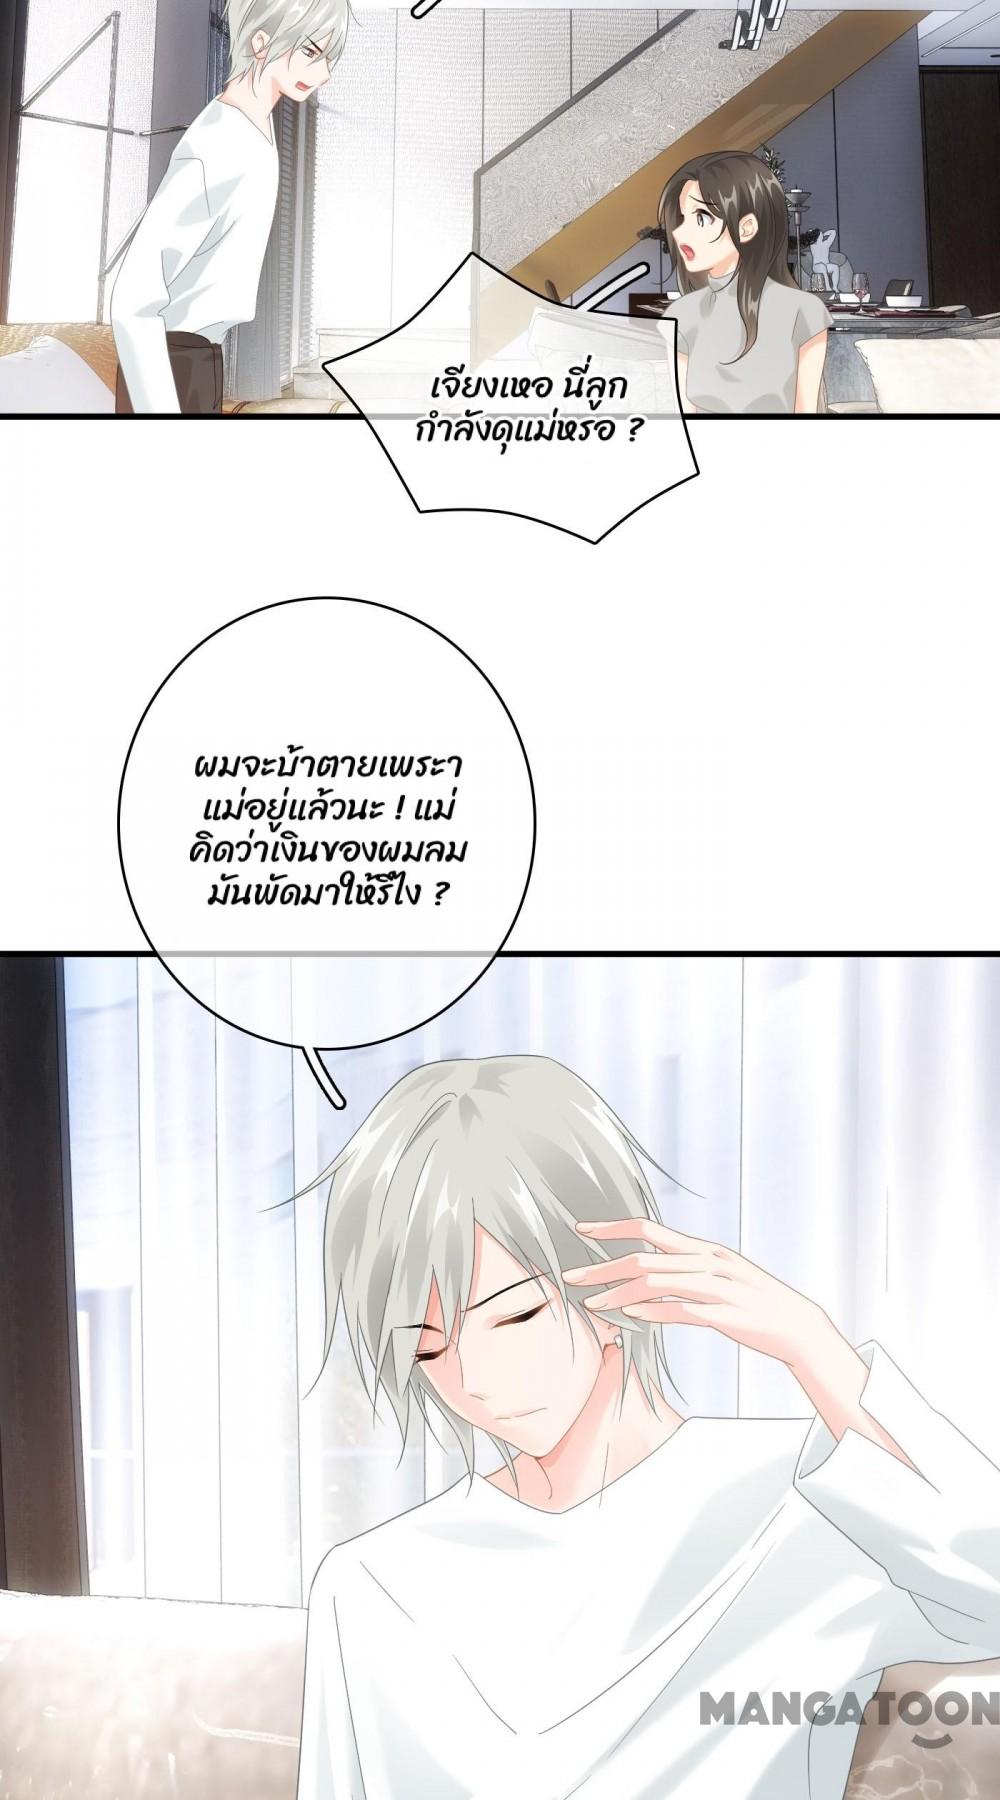 เจียงเหอ นี่ลูก
กำลังดุแม่หรอ ?
ผมจะบ้าตายเพระา
แม่อยู่แล้วนะ ! แม่
คิดว่าเงินของผมลม
มันพัดมาให้รึไง ?
MANGATOON